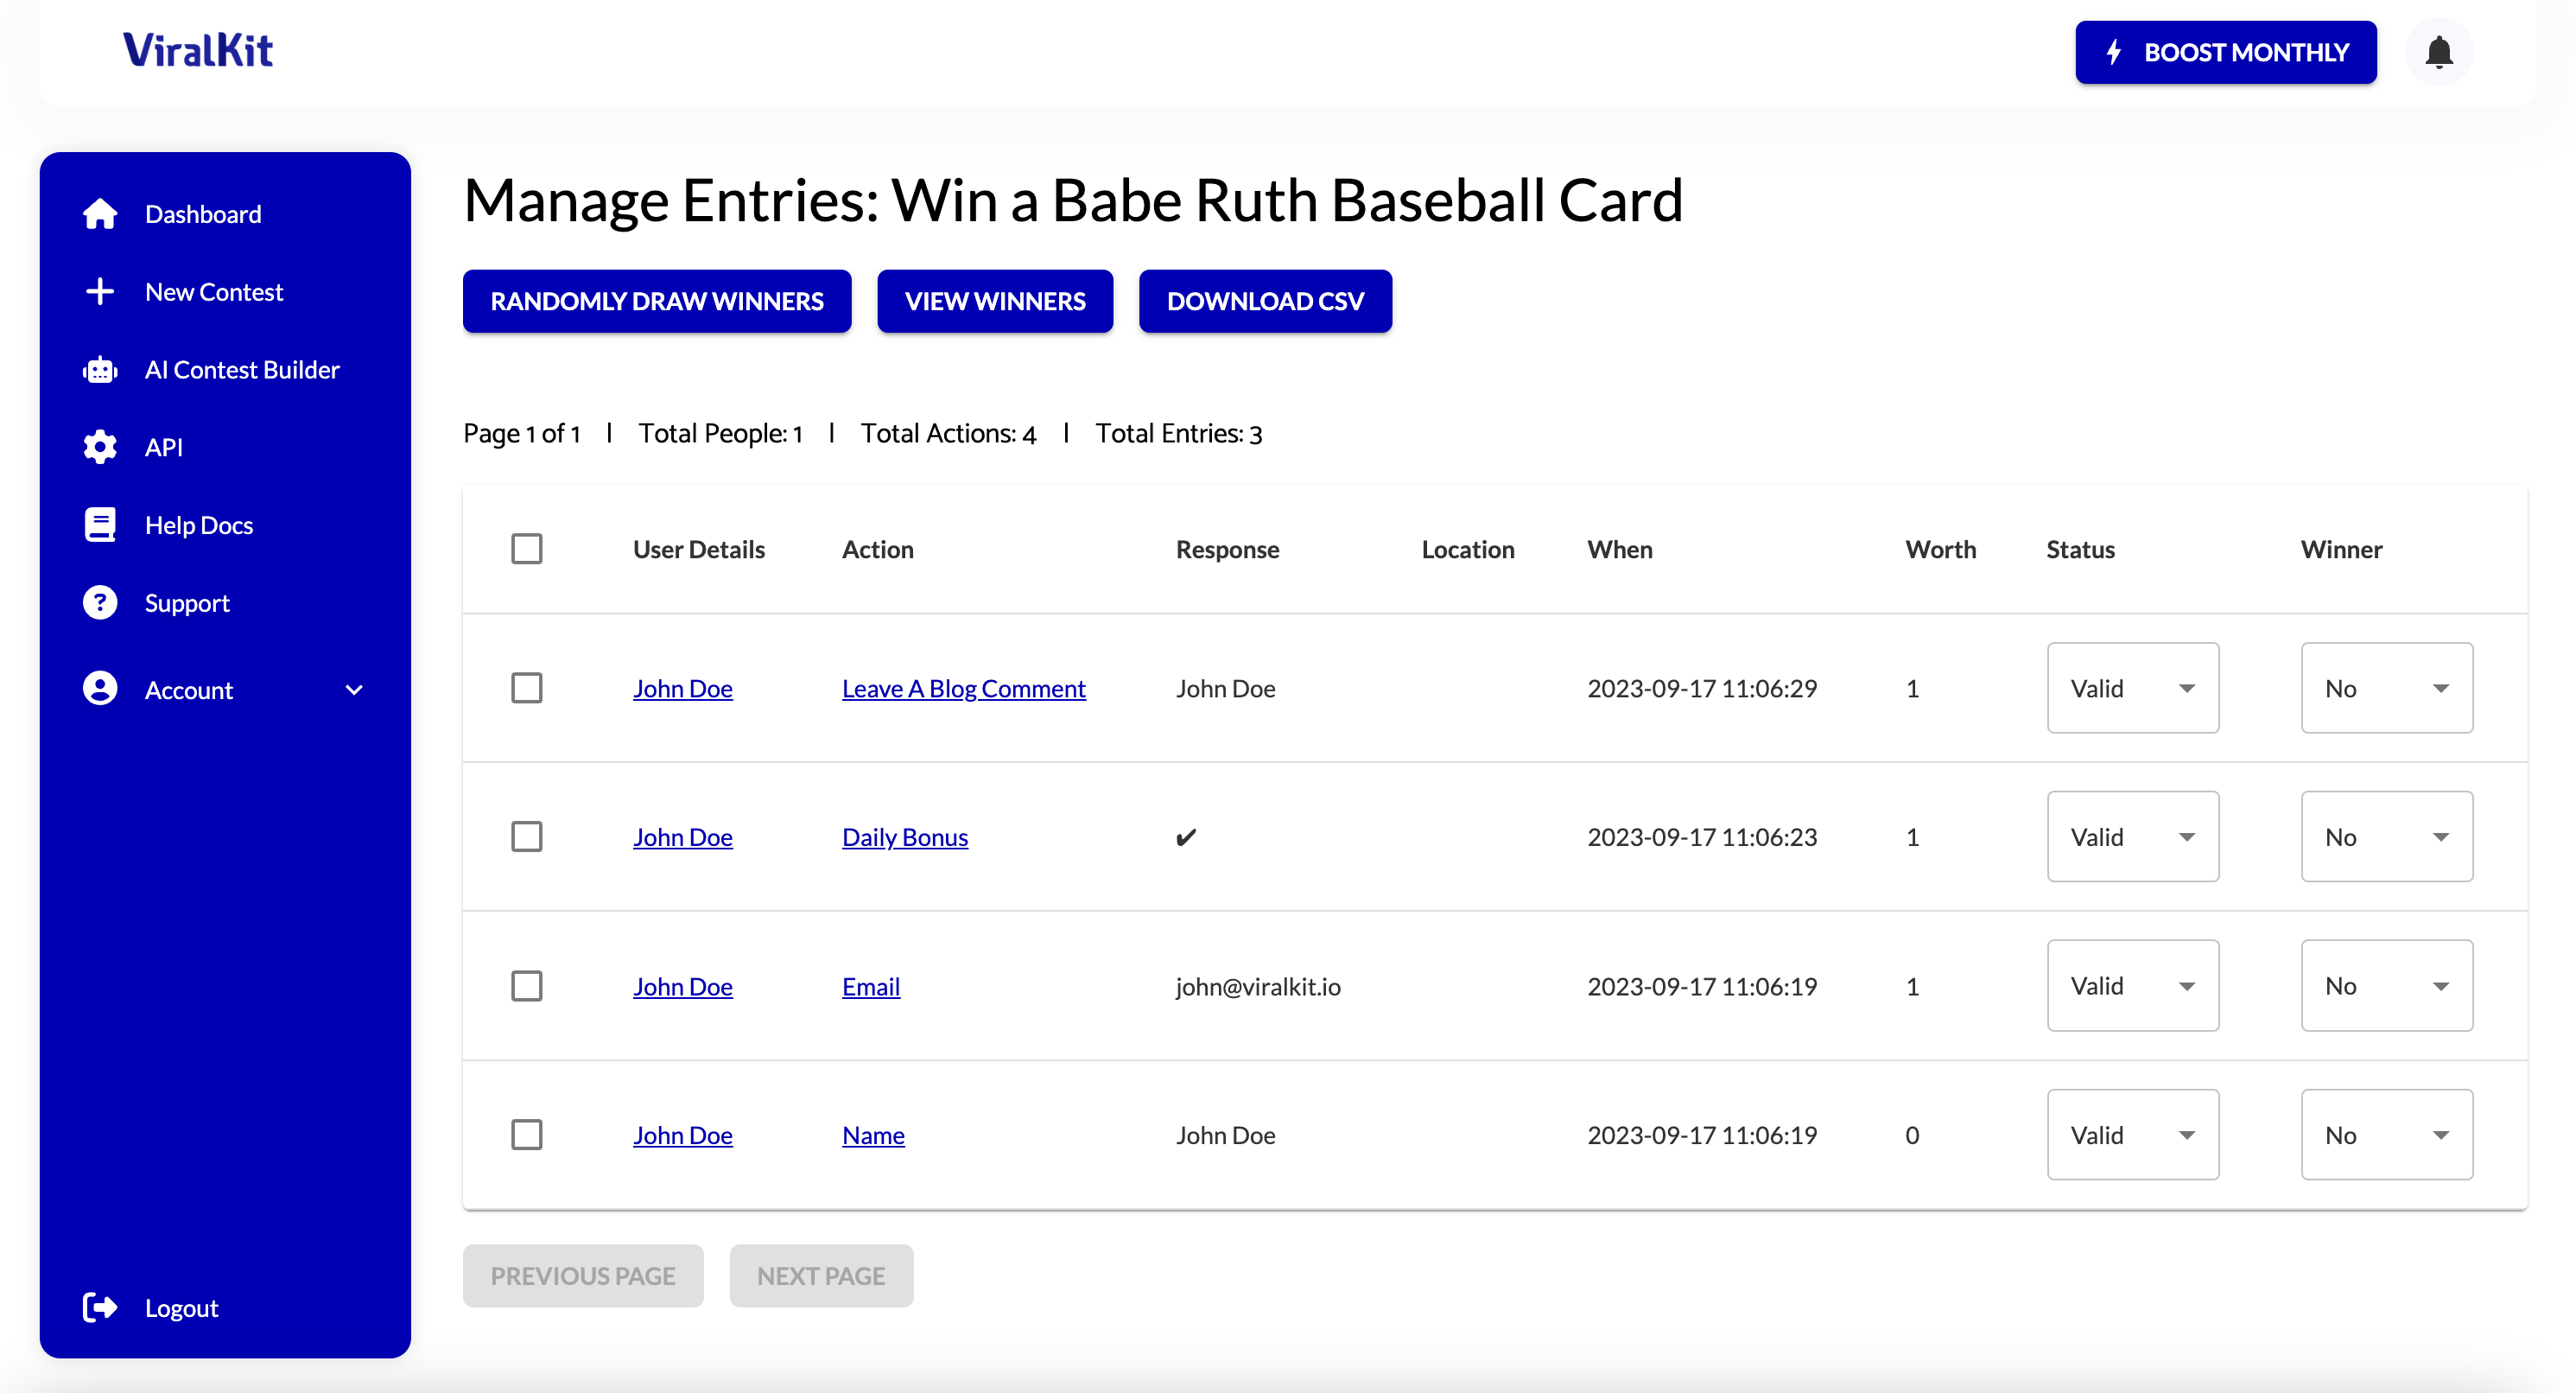 ViralKit
BOOST MONTHLY
Dashboard
New Contest
AI Contest Builder
API
Help Docs
Support
Account
Logout
Manage Entries: Win a Babe Ruth Baseball Card
RANDOMLY DRAW WINNERS VIEW WINNERS DOWNLOAD CSV
Page 1 of 1 | Total People: 1 | Total Actions: 4 | Total Entries: 3
User Details Action Response Location When Worth Status Winner
John Doe Leave A Blog Comment John Doe 2023-09-17 11:06:29 1 Valid No
John Doe Daily Bonus ✔ 2023-09-17 11:06:23 1 Valid No
John Doe Email john@viralkit.io 2023-09-17 11:06:19 1 Valid No
John Doe Name John Doe 2023-09-17 11:06:19 0 Valid No
PREVIOUS PAGE NEXT PAGE